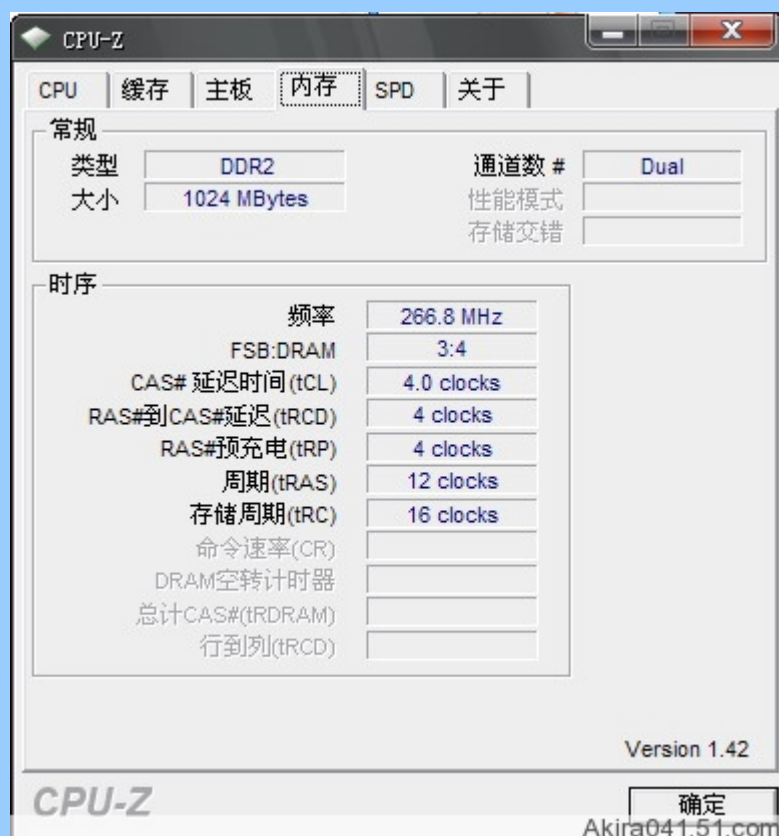 CPU-Z
CPU 缓存 主板 内存 SPD 关于
常规
类型 DDR2 通道数 # Dual
大小 1024 MBytes 性能模式
存储交错
时序
频率 266.8 MHz
FSB:DRAM 3:4
CAS# 延迟时间(tCL) 4.0 clocks
RAS#到CAS#延迟(tRCD) 4 clocks
RAS#预充电(tRP) 4 clocks
周期(tRAS) 12 clocks
存储周期(tRC) 16 clocks
命令速率(CR)
DRAM空转计时器
总计CAS#(tRDRAM)
行到列(tRCD)
Version 1.42
CPU-Z 确定
Akira041.51.com